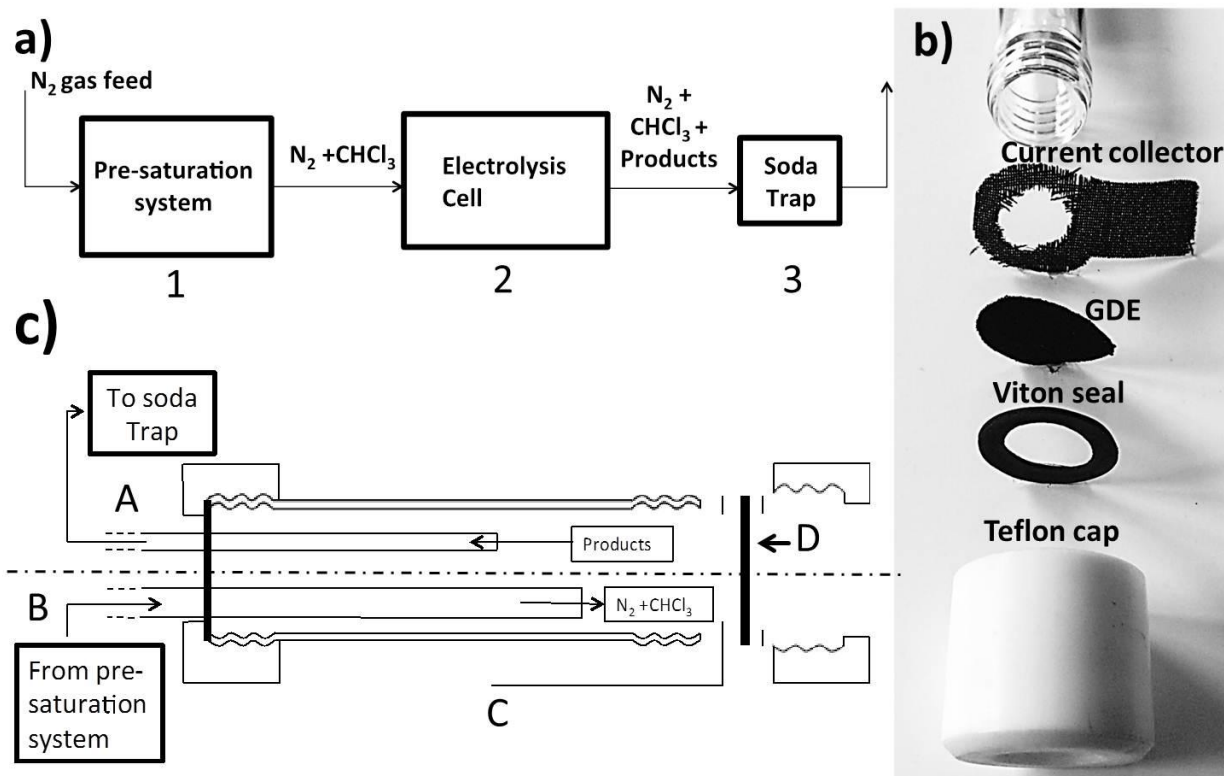 a)
N₂ gas feed
Pre-saturation
system
1
N₂ +CHCl₃
Electrolysis
Cell
2
N₂ +
CHCl₃ +
Products
Soda
Trap
3
b)
Current collector
GDE
Viton seal
Teflon cap
c)
To soda
Trap
A
Products
D
B
N₂ +CHCl₃
From pre-
saturation
system
C